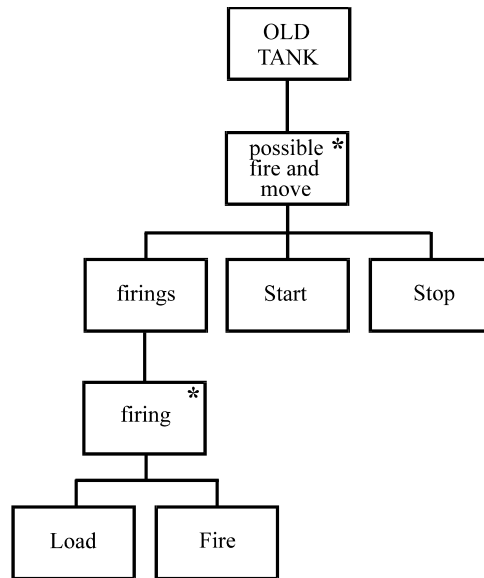 OLD
TANK
possible *
fire and
move
firings
Start
Stop
firing *
Load
Fire